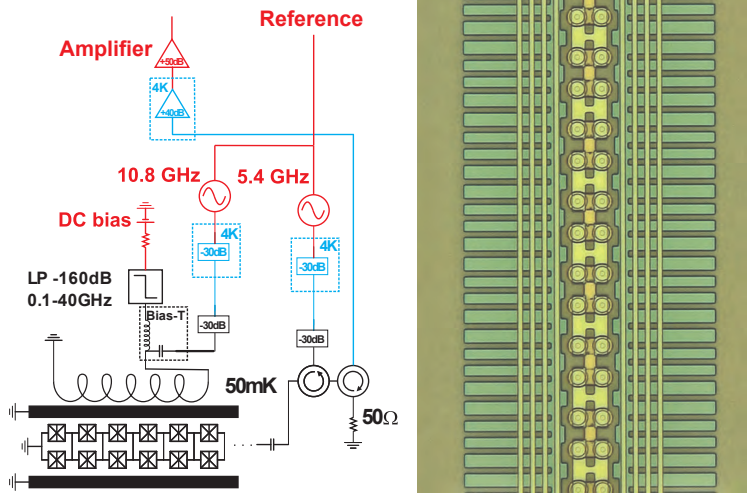 Reference
Amplifier
+50dB
4K
+40dB
10.8 GHz
5.4 GHz
DC bias
4K
4K
-30dB
-30dB
LP -160dB
0.1-40GHz
Bias-T
-30dB
-30dB
50mK
50Ω